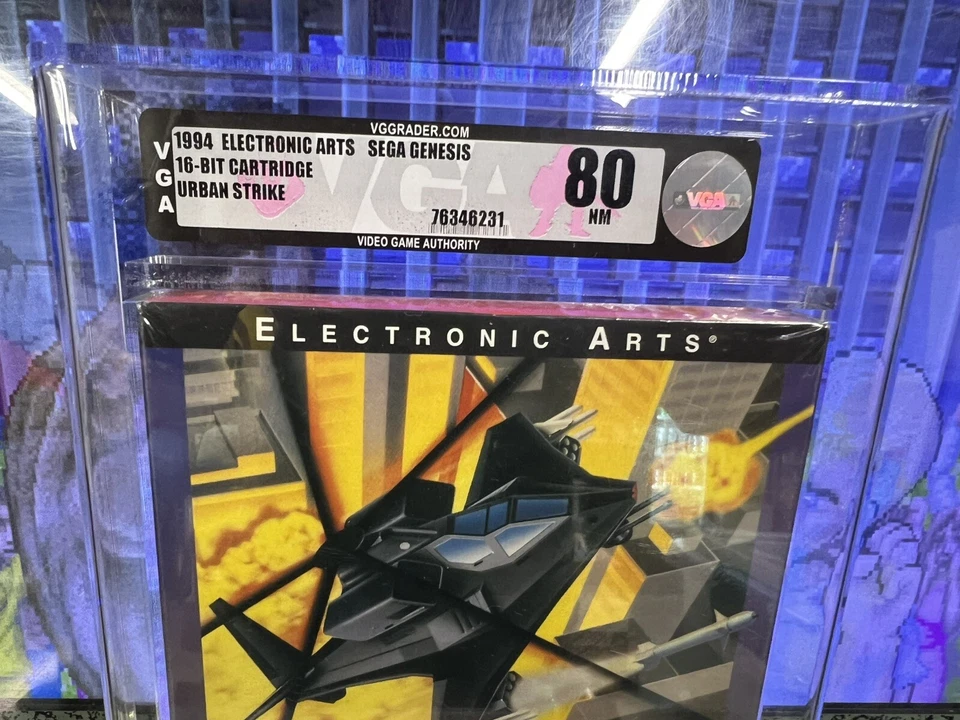 VGGRADER.COM
VGA
1994 ELECTRONIC ARTS SEGA GENESIS
16-BIT CARTRIDGE
URBAN STRIKE
76346231
80
NM
VGA
VGA
VIDEO GAME AUTHORITY
ELECTRONIC ARTS®